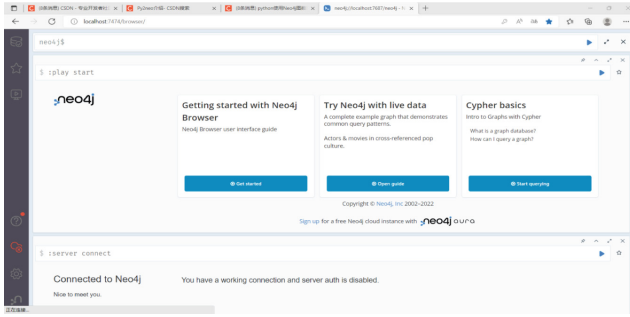 neo4j://localhost:7687/neo4j - N
localhost:7474/browser/
neo4j$
$ :play start
neo4j
Getting started with Neo4j Browser
Neo4j Browser user interface guide
Get started
Try Neo4j with live data
A complete example graph that demonstrates
common query patterns.
Actors & movies in cross-referenced pop
culture.
Open guide
Cypher basics
Intro to Graphs with Cypher
What is a graph database?
How can I query a graph?
Start querying
Copyright © Neo4j, Inc 2002–2022
Sign up for a free Neo4j cloud instance with neo4j aura
$ :server connect
Connected to Neo4j
Nice to meet you.
You have a working connection and server auth is disabled.
正在连接...